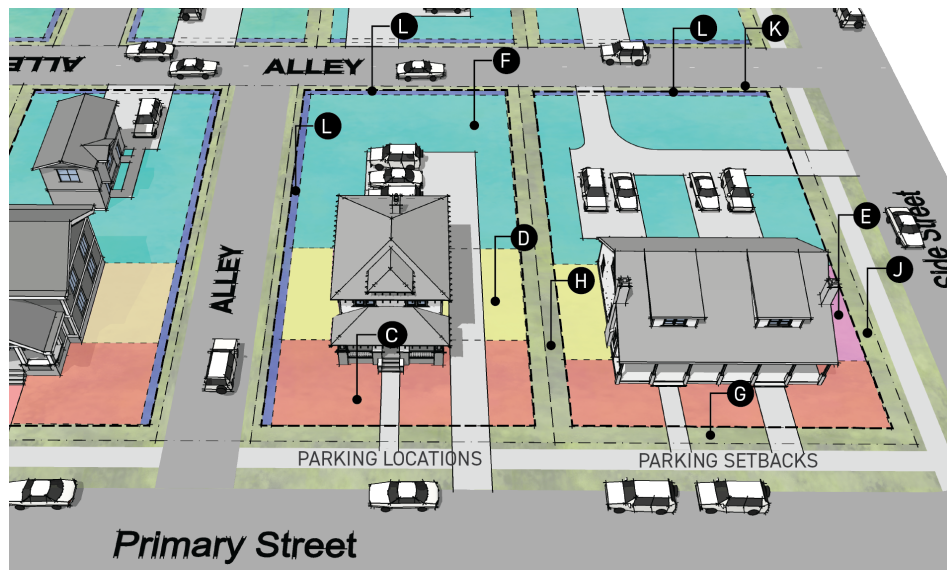 L
L
K
ALLEY
ALLEY
F
L
E
D
J
H
Side Street
ALLEY
C
G
PARKING LOCATIONS
PARKING SETBACKS
Primary Street